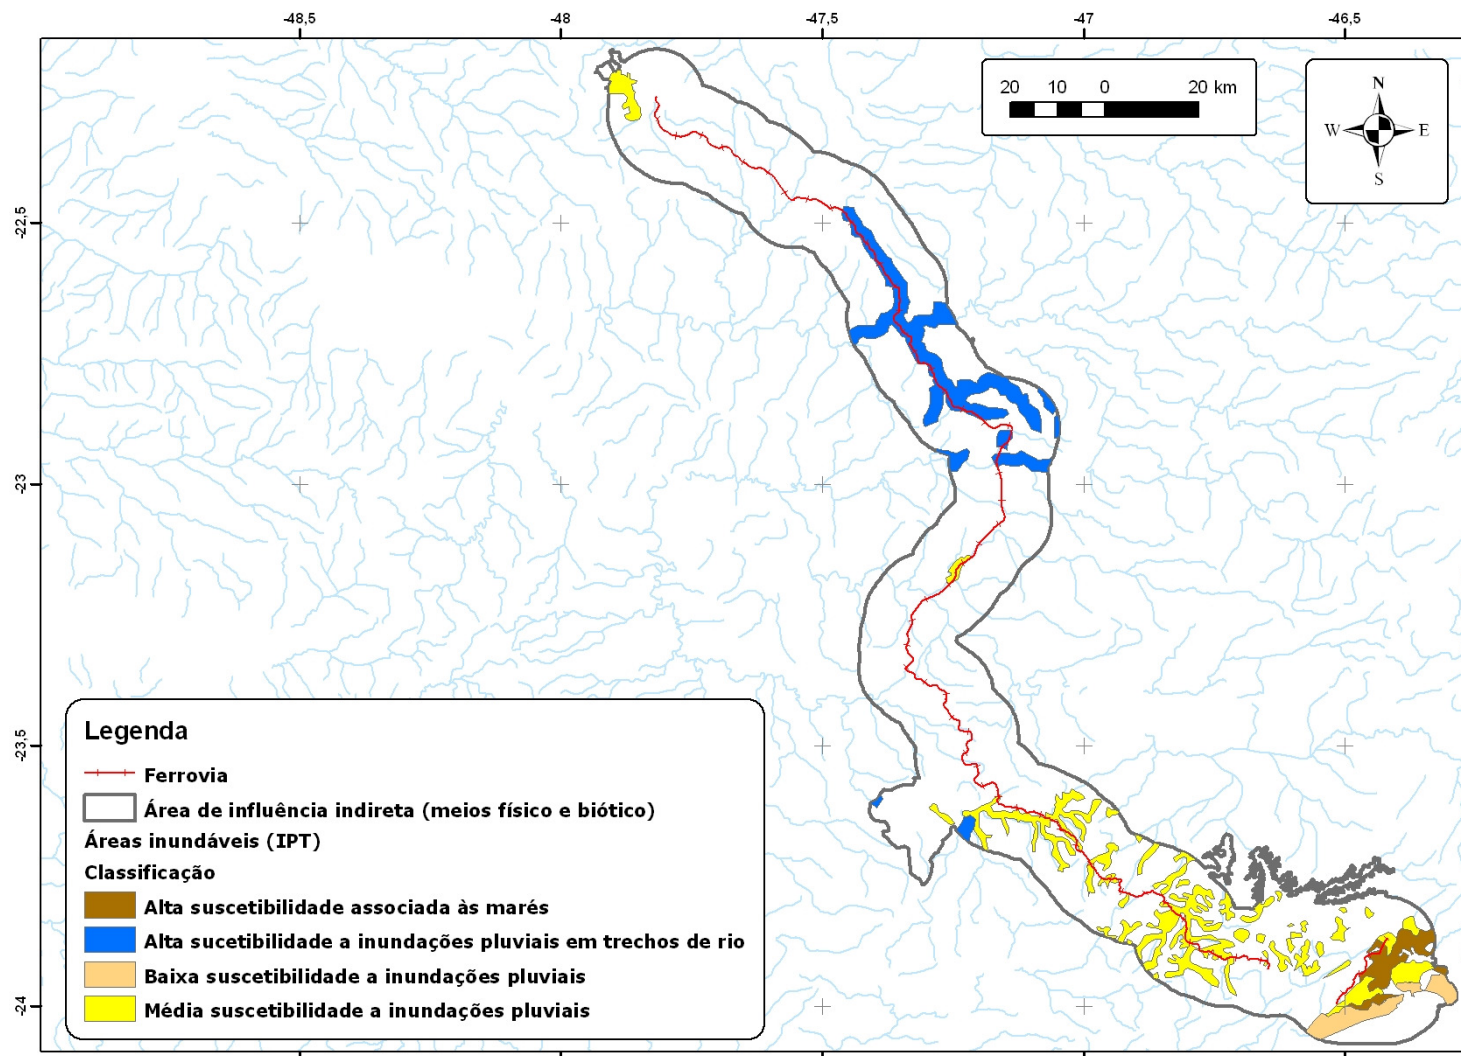 -48,5 -48 -47,5 -47 -46,5
20 10 0 20 km
N
W E
S
-22,5
-23
-23,5
-24
Legenda
Ferrovia
Área de influência indireta (meios físico e biótico)
Áreas inundáveis (IPT)
Classificação
Alta suscetibilidade associada às marés
Alta sucetibilidade a inundações pluviais em trechos de rio
Baixa suscetibilidade a inundações pluviais
Média suscetibilidade a inundações pluviais